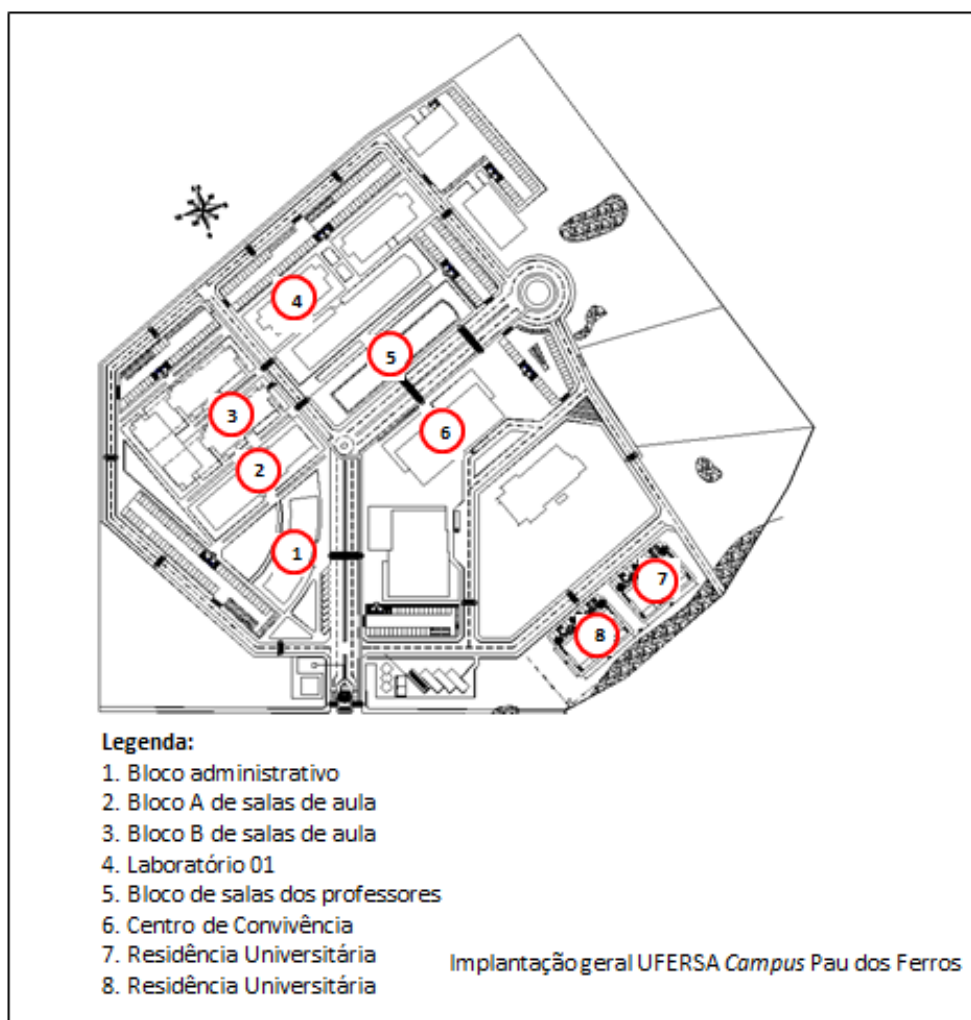 4
5
3
6
2
1
7
8
Legenda:
1. Bloco administrativo
2. Bloco A de salas de aula
3. Bloco B de salas de aula
4. Laboratório 01
5. Bloco de salas dos professores
6. Centro de Convivência
7. Residência Universitária
8. Residência Universitária
Implantação geral UFERSA Campus Pau dos Ferros